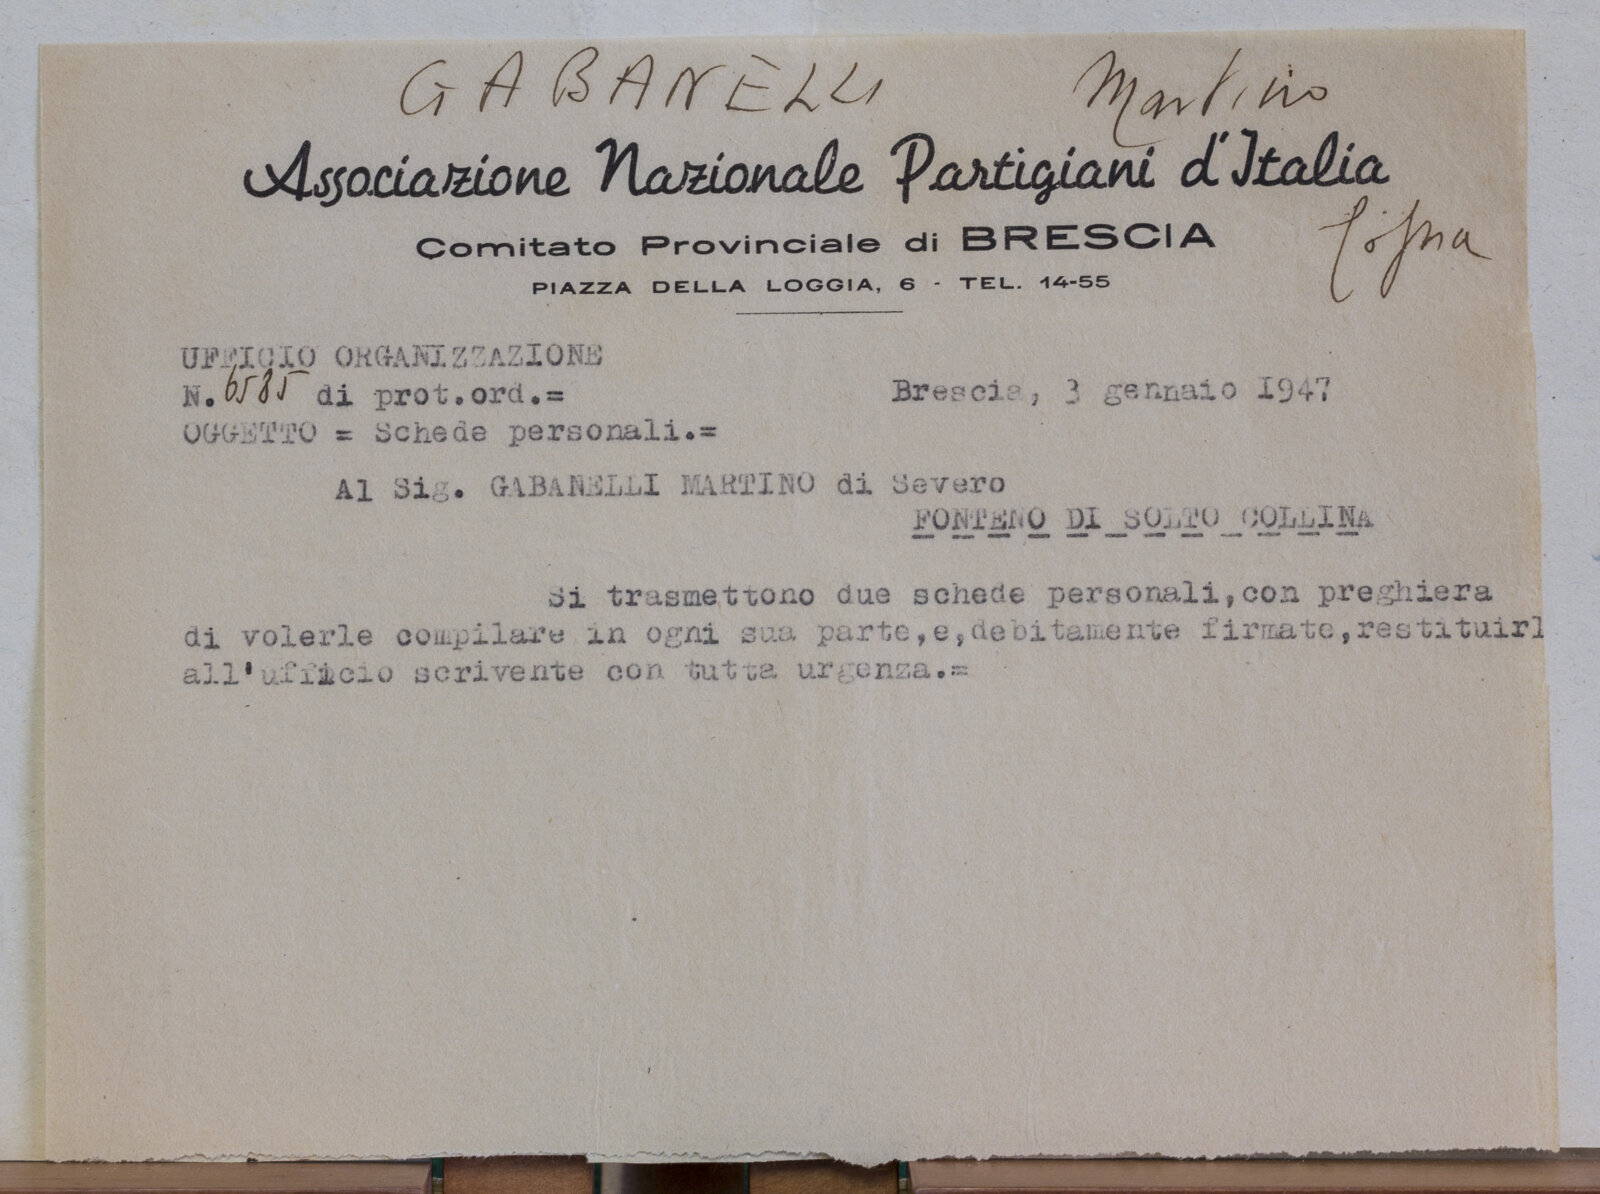 GABANELLI Martino
Associazione Nazionale Partigiani d'Italia
Comitato Provinciale di BRESCIA
PIAZZA DELLA LOGGIA, 6 - TEL. 14-55
UFFICIO ORGANIZZAZIONE
N. 6585 di prot.ord.=
Brescia, 3 gennaio 1947
OGGETTO = Schede personali.=
Al Sig. GABANELLI MARTINO di Severo
FONTENO DI SOLTO COLLINA
Si trasmettono due schede personali,con preghiera
di volerle compilare in ogni sua parte,e,debitamente firmate,restituirl
all'ufficio scrivente con tutta urgenza.=